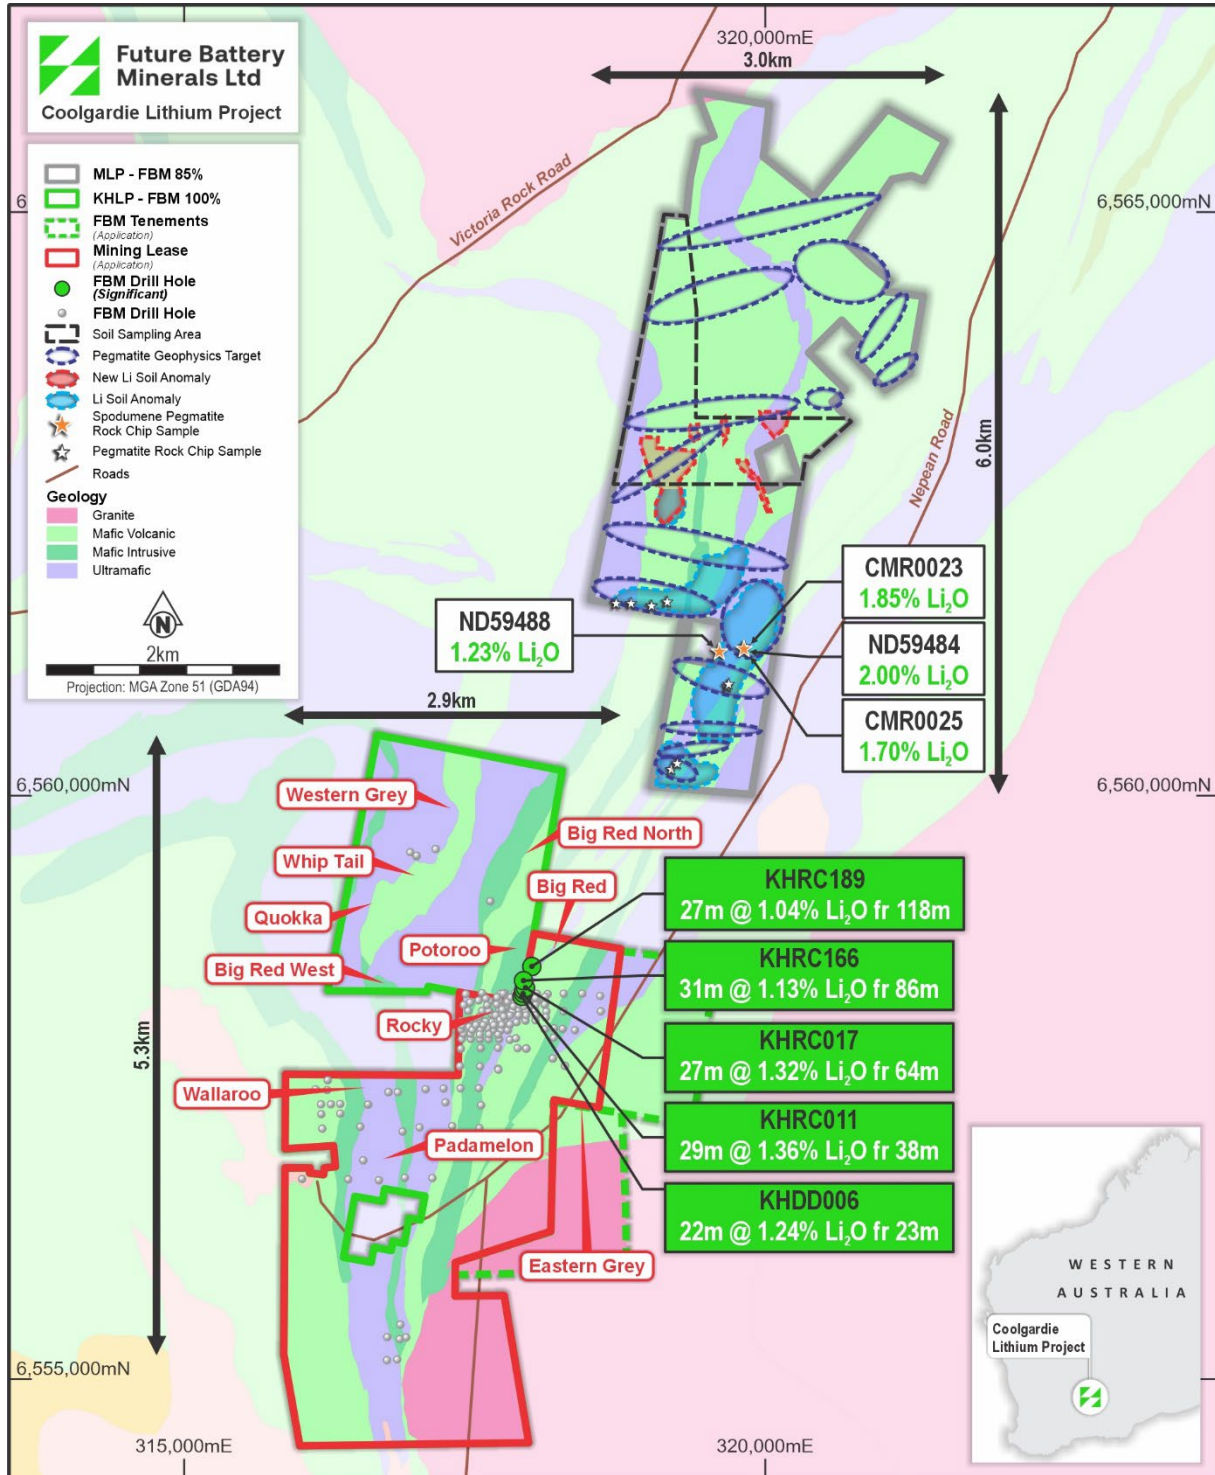 Future Battery
Minerals Ltd
Coolgardie Lithium Project
MLP - FBM 85%
KHLP - FBM 100%
FBM Tenements
(Application)
Mining Lease
(Application)
FBM Drill Hole
(Significant)
FBM Drill Hole
Soil Sampling Area
Pegmatite Geophysics Target
New Li Soil Anomaly
Li Soil Anomaly
Spodumene Pegmatite
Rock Chip Sample
Pegmatite Rock Chip Sample
Roads
Geology
Granite
Mafic Volcanic
Mafic Intrusive
Ultramafic
N
2km
Projection: MGA Zone 51 (GDA94)
320,000mE
3.0km
Victoria Rock Road
6,565,000mN
6.0km
Nepean Road
CMR0023
1.85% Li₂O
ND59484
2.00% Li₂O
CMR0025
1.70% Li₂O
ND59488
1.23% Li₂O
2.9km
6,560,000mN
6,560,000mN
5.3km
Western Grey
Whip Tail
Quokka
Big Red West
Big Red North
Big Red
Potoroo
Rocky
Wallaroo
Padamelon
Eastern Grey
KHRC189
27m @ 1.04% Li₂O fr 118m
KHRC166
31m @ 1.13% Li₂O fr 86m
KHRC017
27m @ 1.32% Li₂O fr 64m
KHRC011
29m @ 1.36% Li₂O fr 38m
KHDD006
22m @ 1.24% Li₂O fr 23m
6,555,000mN
315,000mE
320,000mE
WESTERN
AUSTRALIA
Coolgardie
Lithium Project